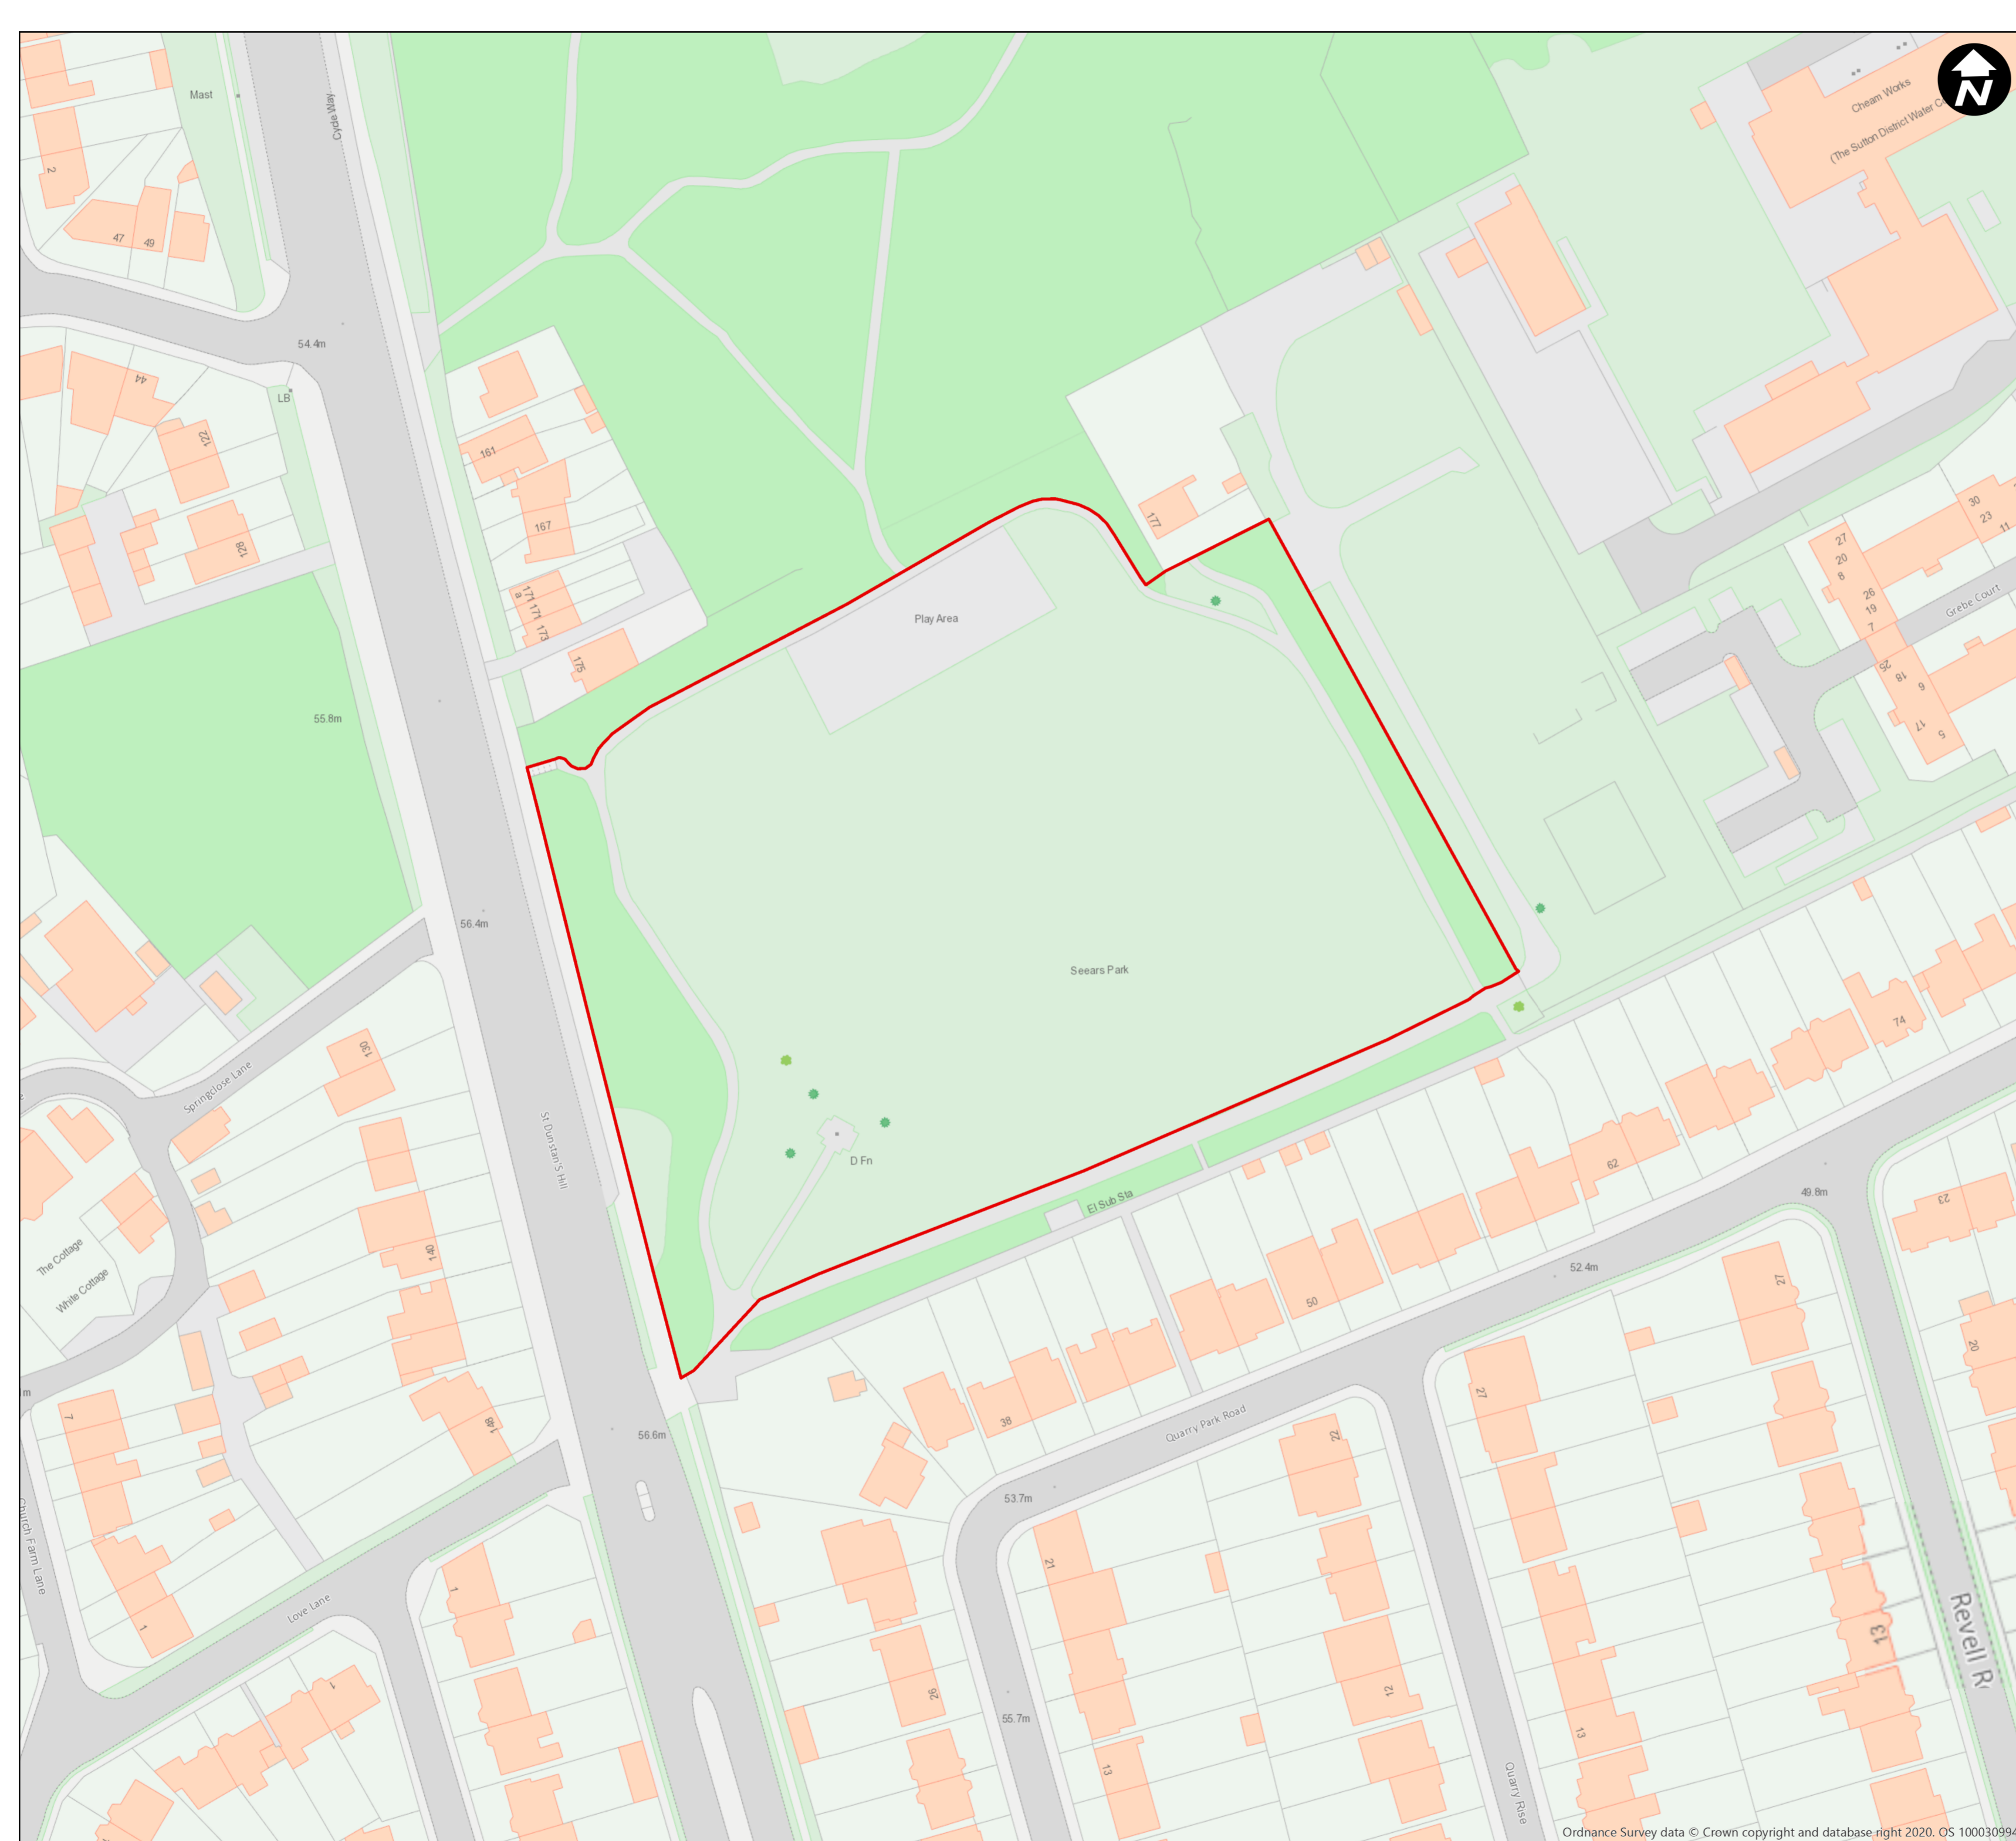 N
Mast
Cycle Way
Cheam Works
(The Sutton District Water
2
47
49
54.4m
44
LB
122
161
128
167
177
171
a
171
173
175
Play Area
30
23
11
27
20
8
26
19
7
Grebe Court
25
18
6
17
5
55.8m
56.4m
Seears Park
130
Springclose Lane
St Dunstan'S Hill
D Fn
El Sub Sta
74
62
49.8m
23
The Cottage
White Cottage
140
50
52.4m
27
20
m
7
148
38
27
56.6m
Quarry Park Road
22
53.7m
Church Farm Lane
21
1
1
Love Lane
13
Revell R
1
26
12
55.7m
13
13
Quarry Rise
Ordnance Survey data © Crown copyright and database right 2020. OS 100030994